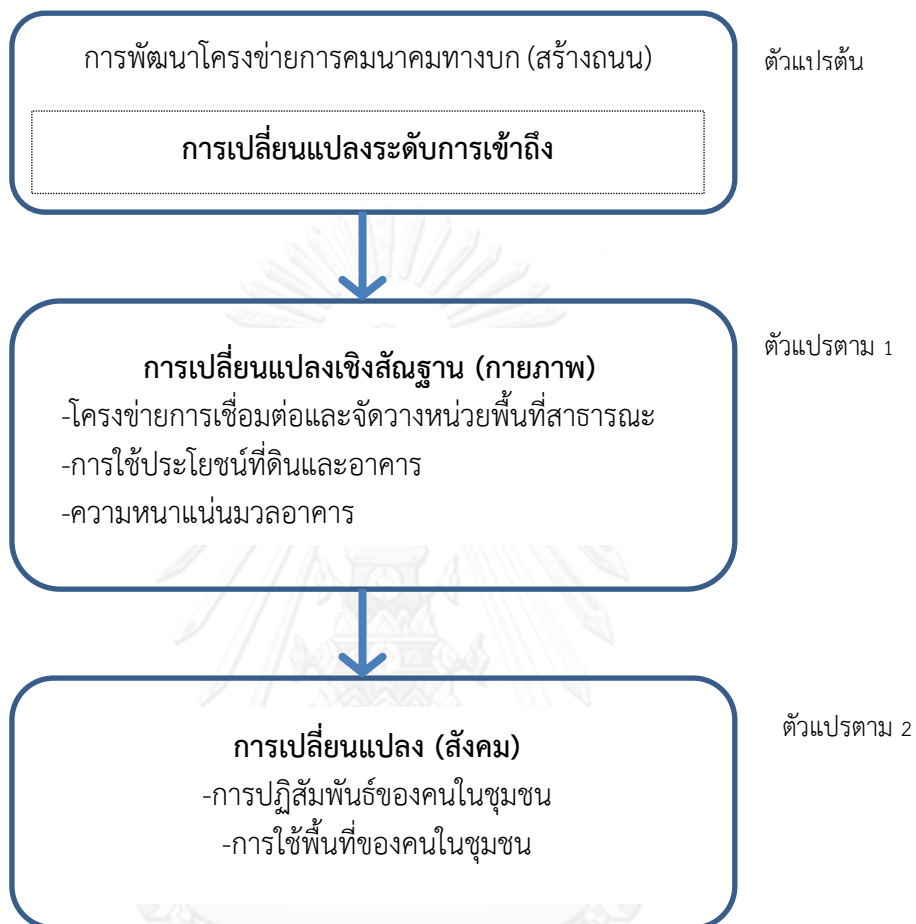 การพัฒนาโครงข่ายการคมนาคมทางบก (สร้างถนน)
ตัวแปรต้น
การเปลี่ยนแปลงระดับการเข้าถึง
ตัวแปรตาม 1
การเปลี่ยนแปลงเชิงสัณฐาน (กายภาพ)
-โครงข่ายการเชื่อมต่อและจัดวางหน่วยพื้นที่สาธารณะ
-การใช้ประโยชน์ที่ดินและอาคาร
-ความหนาแน่นมวลอาคาร
ตัวแปรตาม 2
การเปลี่ยนแปลง (สังคม)
-การปฏิสัมพันธ์ของคนในชุมชน
-การใช้พื้นที่ของคนในชุมชน